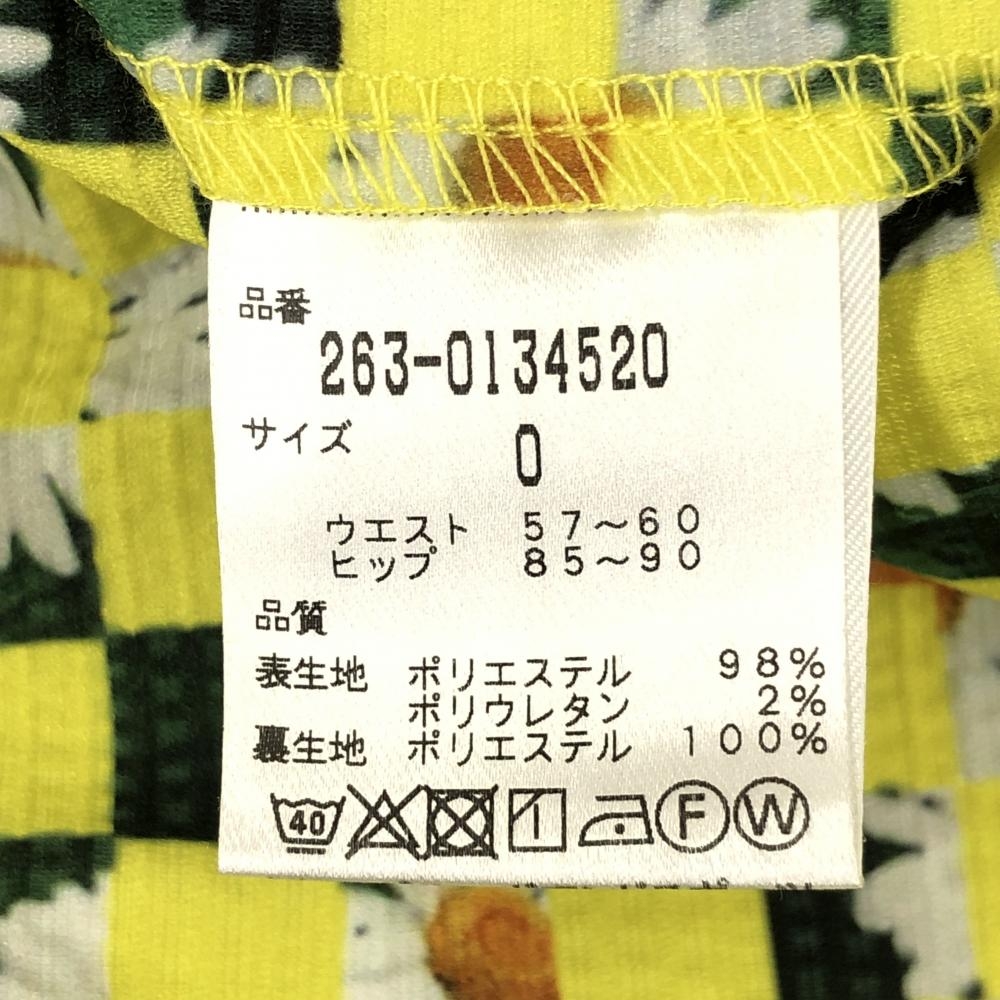 品番
263-0134520
サイズ
0
ウエスト 57～60
ヒップ 85～90
品質
表生地 ポリエステル 98%
ポリウレタン 2%
裏生地 ポリエステル 100%
40 F W